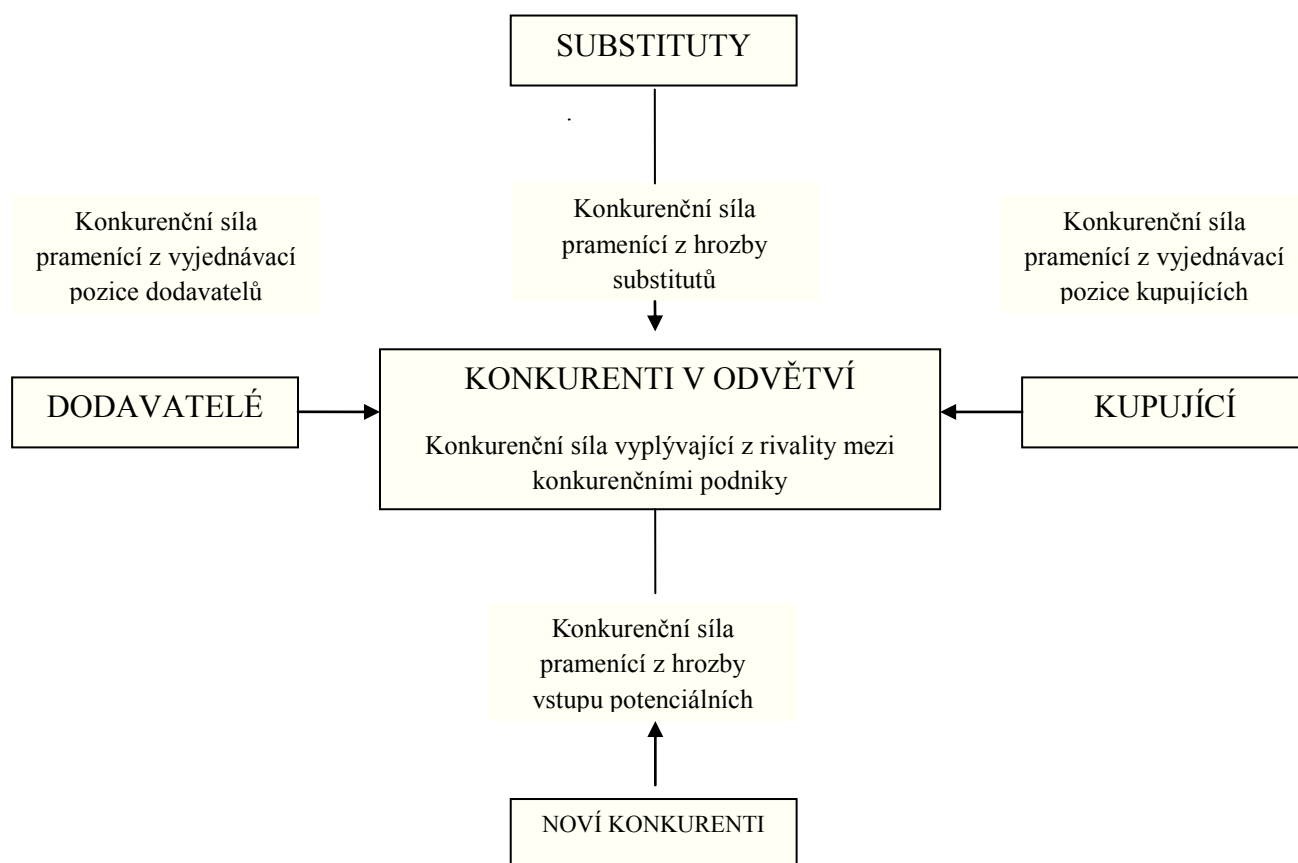 SUBSTITUTY
Konkurenční síla
pramenící z vyjednávací
pozice dodavatelů
Konkurenční síla
pramenící z hrozby
substitutů
Konkurenční síla
pramenící z vyjednávací
pozice kupujících
DODAVATELÉ
KONKURENTI V ODVĚTVÍ
Konkurenční síla vyplývající z rivality mezi
konkurenčními podniky
KUPUJÍCÍ
Konkurenční síla
pramenící z hrozby
vstupu potenciálních
NOVÍ KONKURENTI